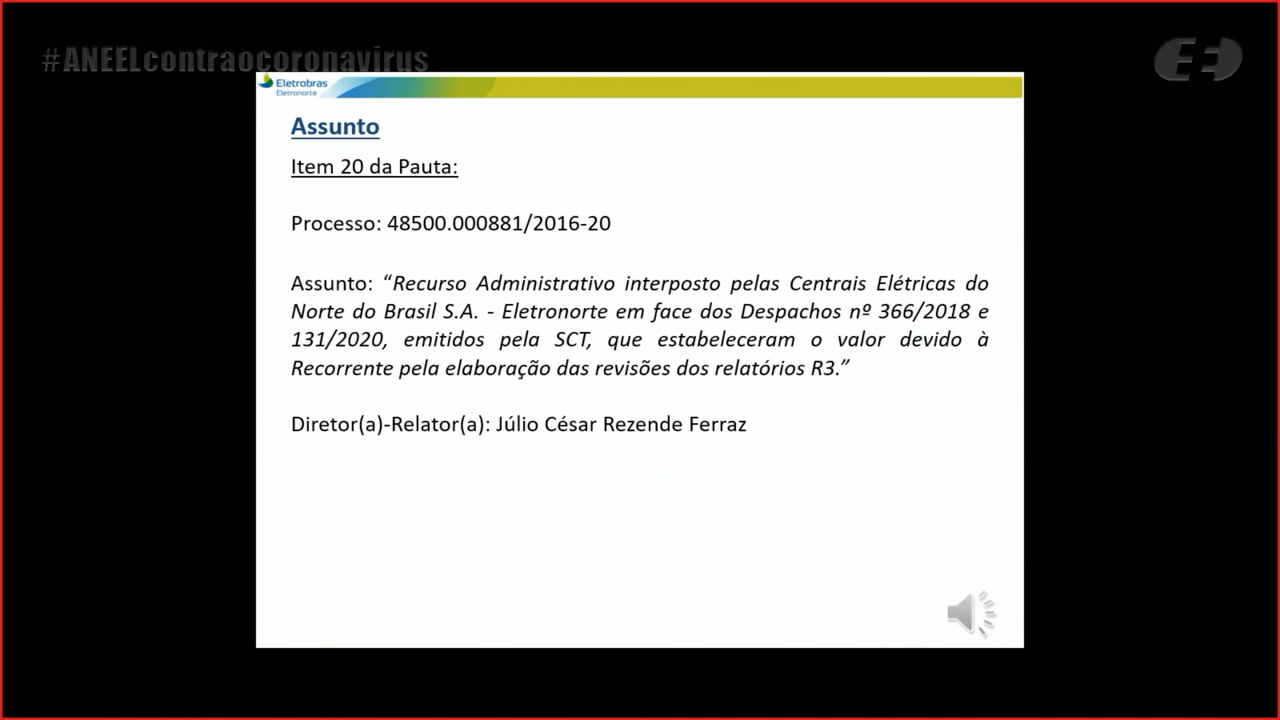 #ANEELcontraocoronavirus
Eletrobras
Eletronorte
Assunto
Item 20 da Pauta:
Processo: 48500.000881/2016-20
Assunto: “Recurso Administrativo interposto pelas Centrais Elétricas do
Norte do Brasil S.A. - Eletronorte em face dos Despachos nº 366/2018 e
131/2020, emitidos pela SCT, que estabeleceram o valor devido à
Recorrente pela elaboração das revisões dos relatórios R3.”
Diretor(a)-Relator(a): Júlio César Rezende Ferraz